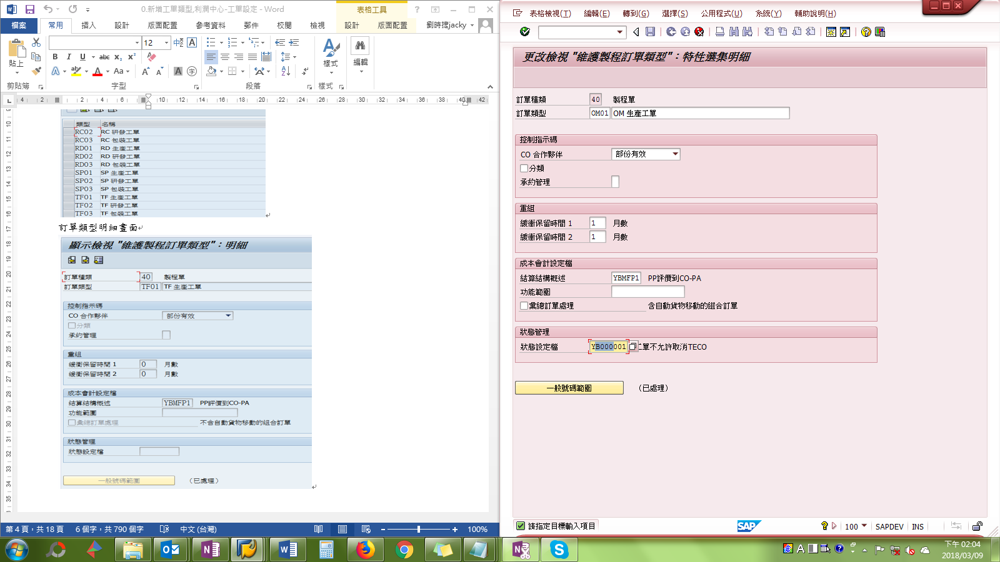 0.新增工單類型,利潤中心-工單設定 - Word
表格工具
檔案 常用 插入 設計 版面配置 參考資料 郵件 校閱 檢視 設計 版面配置 劉時捷jacky
貼上
12
樣式
編輯
剪貼簿 字型 段落 樣式
類型 名稱
RC02 RC 研發工單
RC03 RC 包裝工單
RD01 RD 生產工單
RD02 RD 研發工單
RD03 RD 包裝工單
SP01 SP 生產工單
SP02 SP 研發工單
SP03 SP 包裝工單
TF01 TF 生產工單
TF02 TF 研發工單
TF03 TF 包裝工單
訂單類型明細畫面
顯示檢視 "維護製程訂單類型"：明細
訂單種類 40 製程單
訂單類型 TF01 TF 生產工單
控制指示碼
CO 合作夥伴 部份有效
分類
承約管理
重組
緩衝保留時間 1 0 月數
緩衝保留時間 2 0 月數
成本會計設定檔
結算結構概述 YBMFP1 PP評價到CO-PA
功能範圍
彙總訂單處理 不含自動貨物移動的組合訂單
狀態管理
狀態設定檔
一般號碼範圍 (已處理)
第 4 頁，共 18 頁 6 個字，共 790 個字 中文 (台灣) 100%
表格檢視(T) 編輯(E) 轉到(G) 選擇(S) 公用程式(U) 系統(Y) 輔助說明(H)
更改檢視 "維護製程訂單類型"：特性選集明細
訂單種類 40 製程單
訂單類型 OM01 OM 生產工單
控制指示碼
CO 合作夥伴 部份有效
分類
承約管理
重組
緩衝保留時間 1 1 月數
緩衝保留時間 2 1 月數
成本會計設定檔
結算結構概述 YBMFP1 PP評價到CO-PA
功能範圍
彙總訂單處理 含自動貨物移動的組合訂單
狀態管理
狀態設定檔 YB000001 單不允許取消TECO
一般號碼範圍 (已處理)
請指定目標輸入項目 SAP 100 SAPDEV INS
下午 02:04
2018/03/09